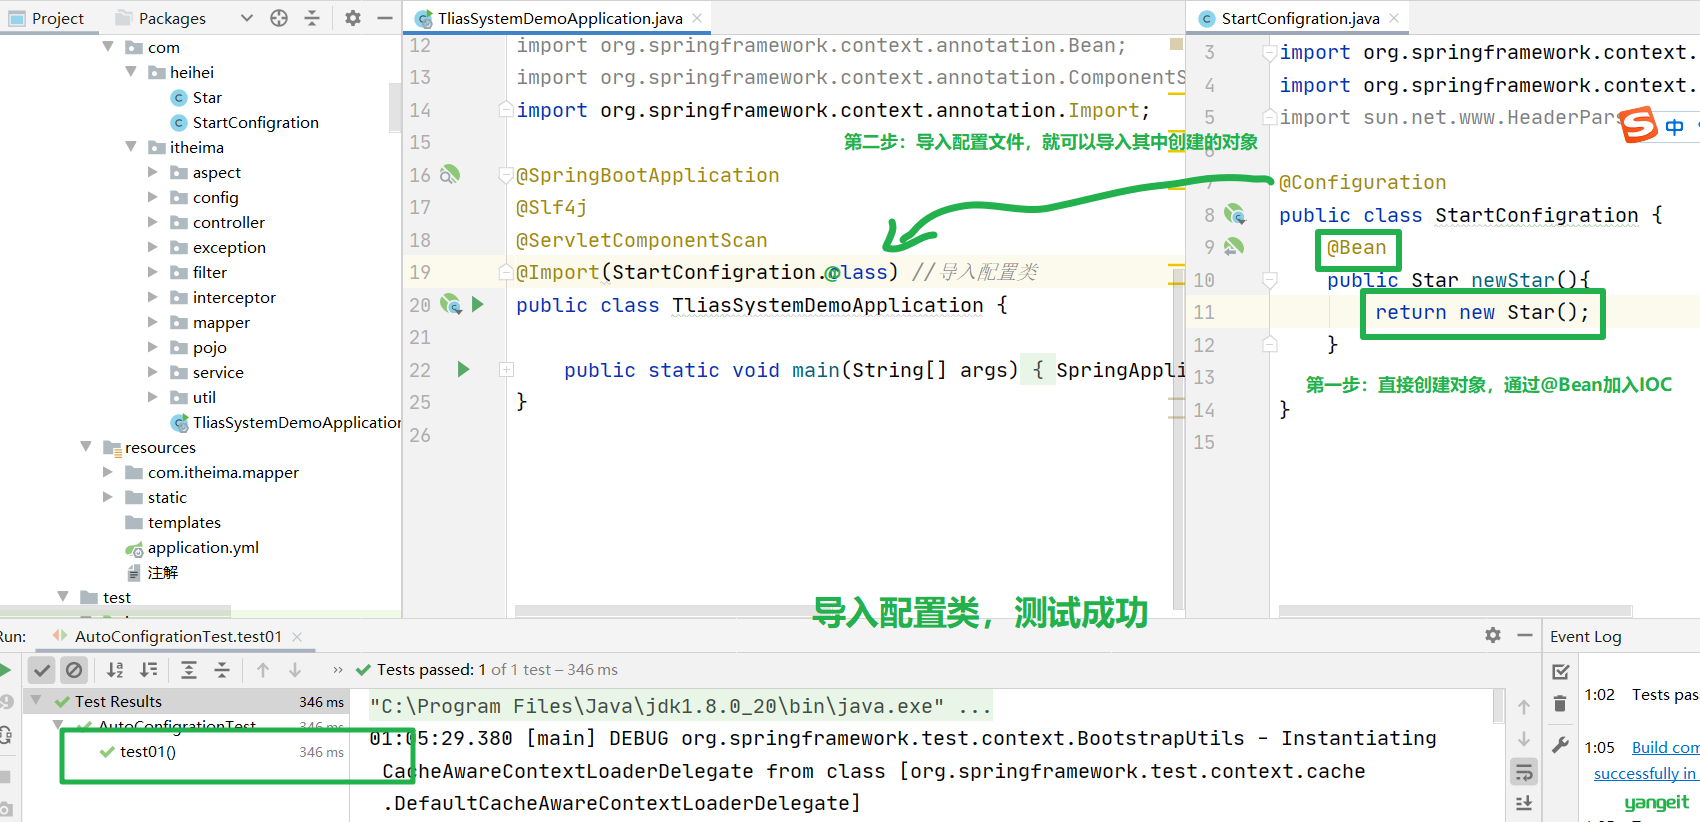 Project
Packages
com
heihei
Star
StartConfigration
itheima
aspect
config
controller
exception
filter
interceptor
mapper
pojo
service
util
TliasSystemDemoApplication
resources
com.itheima.mapper
static
templates
application.yml
注解
test
TliasSystemDemoApplication.java
12 import org.springframework.context.annotation.Bean;
13 import org.springframework.context.annotation.ComponentS
14 import org.springframework.context.annotation.Import;
15
第二步：导入配置文件，就可以导入其中创建的对象
16 @SpringBootApplication
17 @Slf4j
18 @ServletComponentScan
19 @Import(StartConfigration.class) //导入配置类
20 public class TliasSystemDemoApplication {
21
22 public static void main(String[] args) { SpringAppli
25 }
26
StartConfigration.java
3 import org.springframework.context.
4 import org.springframework.context.
5 import sun.net.www.HeaderPars
中
6
7 @Configuration
8 public class StartConfigration {
9 @Bean
10 public Star newStar(){
11 return new Star();
12 }
13
第一步：直接创建对象，通过@Bean加入IOC
14 }
15
导入配置类，测试成功
Run:
AutoConfigrationTest.test01
Tests passed: 1 of 1 test – 346 ms
Test Results 346 ms
AutoConfigrationTest 346 ms
test01() 346 ms
"C:\Program Files\Java\jdk1.8.0_20\bin\java.exe" ...
01:05:29.380 [main] DEBUG org.springframework.test.context.BootstrapUtils - Instantiating
CacheAwareContextLoaderDelegate from class [org.springframework.test.context.cache
.DefaultCacheAwareContextLoaderDelegate]
Event Log
1:02 Tests pas
1:05 Build com
successfully in
yangeit